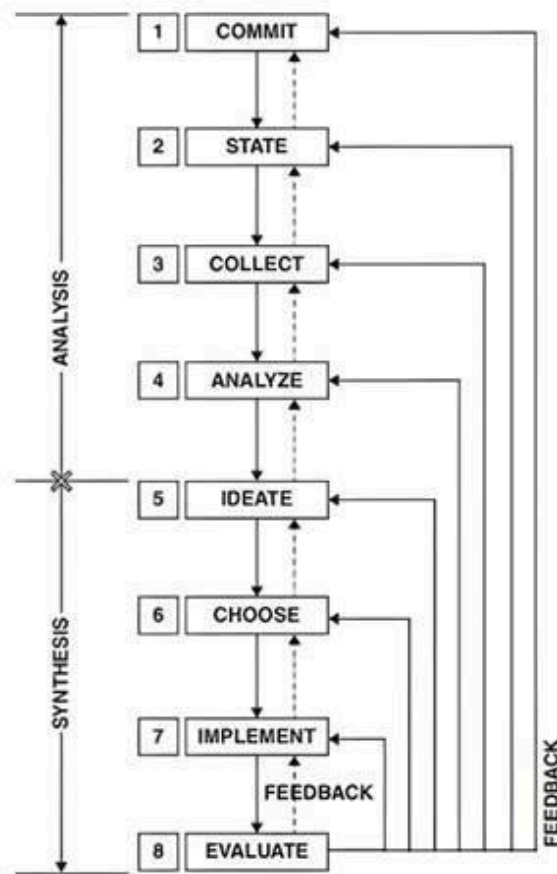 1 COMMIT
2 STATE
3 COLLECT
ANALYSIS
4 ANALYZE
5 IDEATE
6 CHOOSE
SYNTHESIS
7 IMPLEMENT
FEEDBACK
FEEDBACK
8 EVALUATE